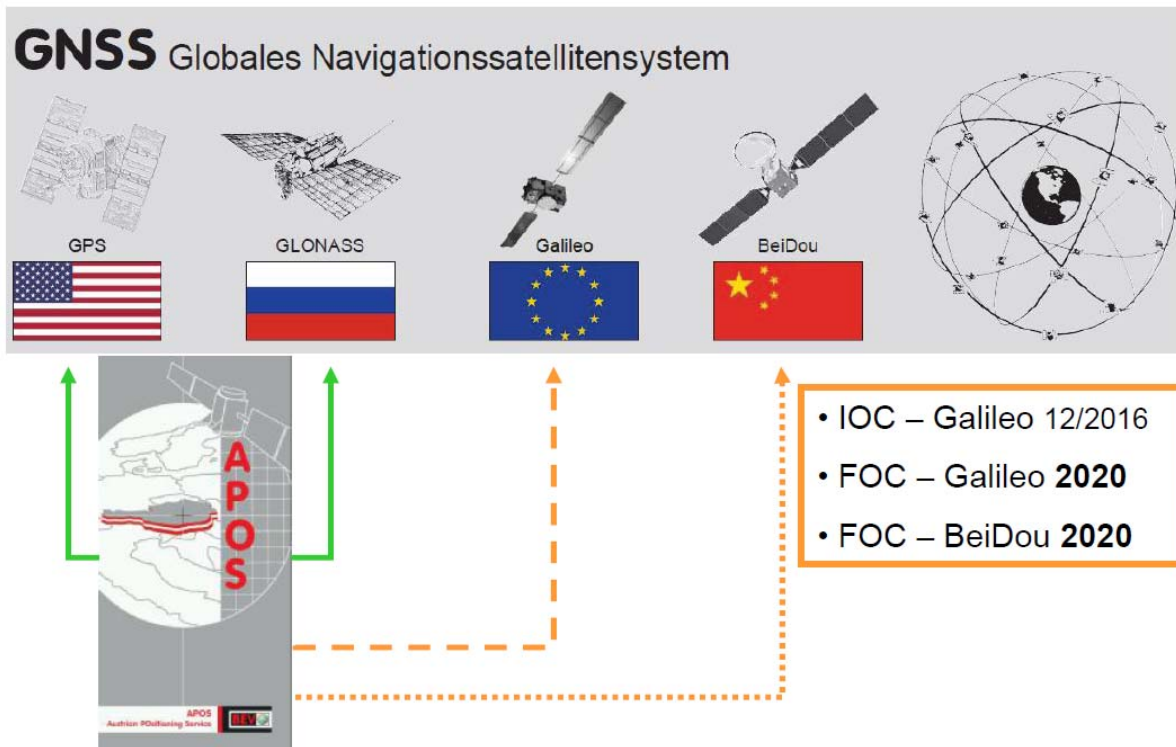 GNSS Globales Navigationssatellitensystem
GPS
GLONASS
Galileo
BeiDou
APOS
APOS
Austrian POsitioning Service
BEV
• IOC – Galileo 12/2016
• FOC – Galileo 2020
• FOC – BeiDou 2020